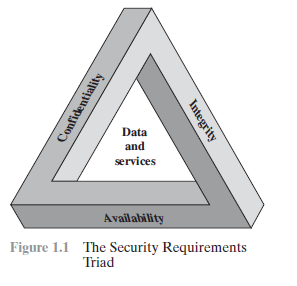 Confidentiality
Integrity
Data
and
services
Availability
Figure 1.1 The Security Requirements
Triad